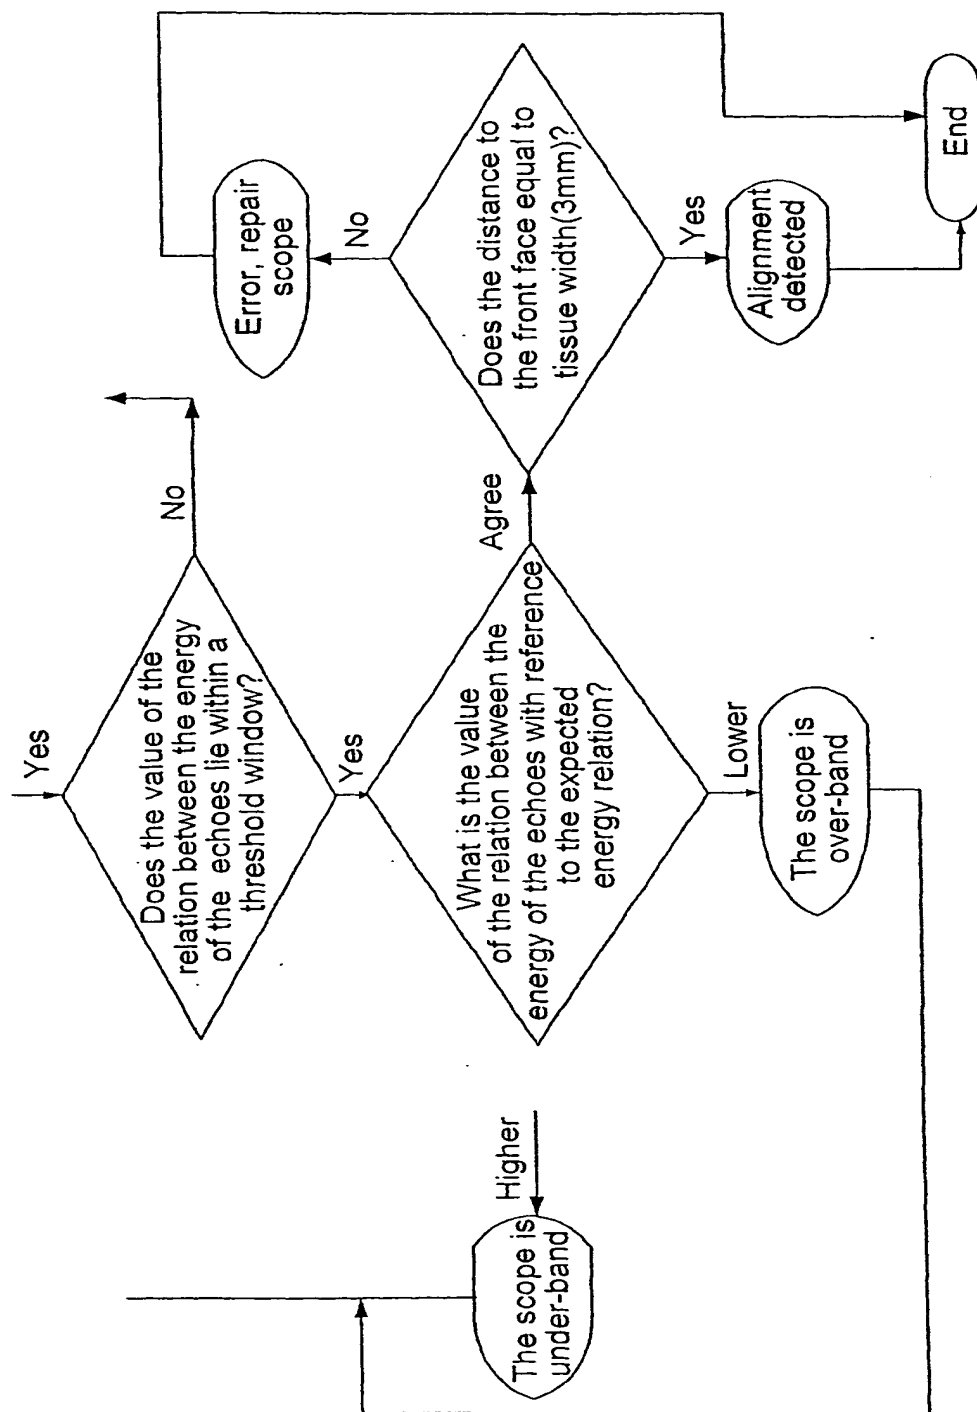 Yes
Does the value of the
relation between the energy
of the echoes lie within a
threshold window?
No
Yes
What is the value
of the relation between the
energy of the echoes with reference
to the expected
energy relation?
Higher
The scope is
under-band
Lower
The scope is
over-band
Agree
Does the distance to
the front face equal to
tissue width(3mm)?
No
Error, repair
scope
Yes
Alignment
detected
End